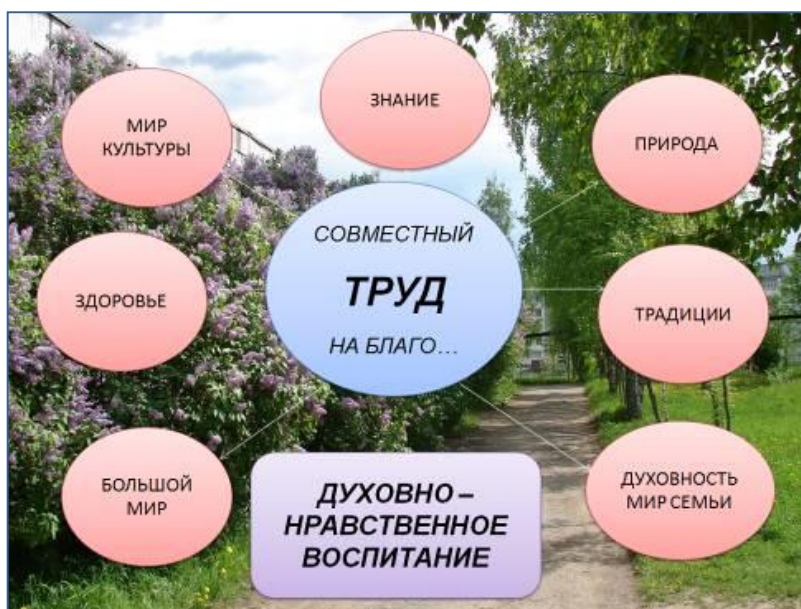 ЗНАНИЕ
МИР
КУЛЬТУРЫ
ПРИРОДА
СОВМЕСТНЫЙ
ТРУД
НА БЛАГО...
ЗДОРОВЬЕ
ТРАДИЦИИ
БОЛЬШОЙ
МИР
ДУХОВНОСТЬ
МИР СЕМЬИ
ДУХОВНО –
НРАВСТВЕННОЕ
ВОСПИТАНИЕ